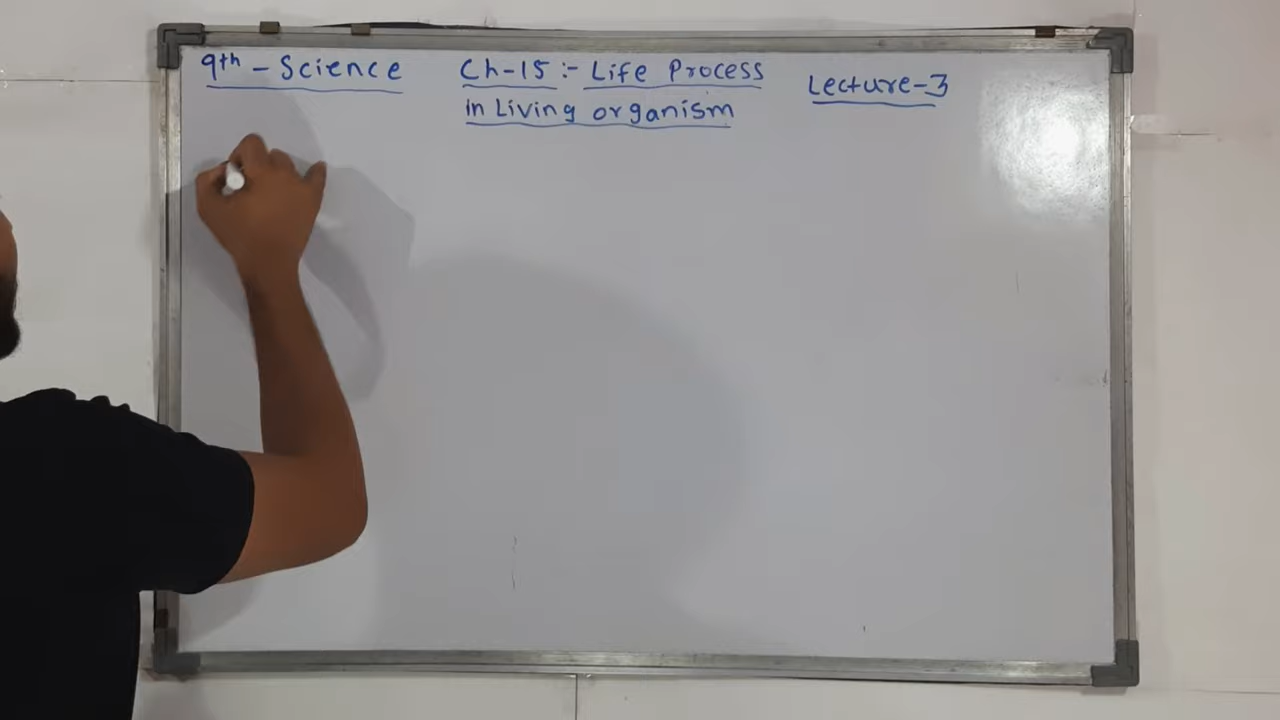 9th - Science
Ch-15 :- Life Process
in Living organism
Lecture-3